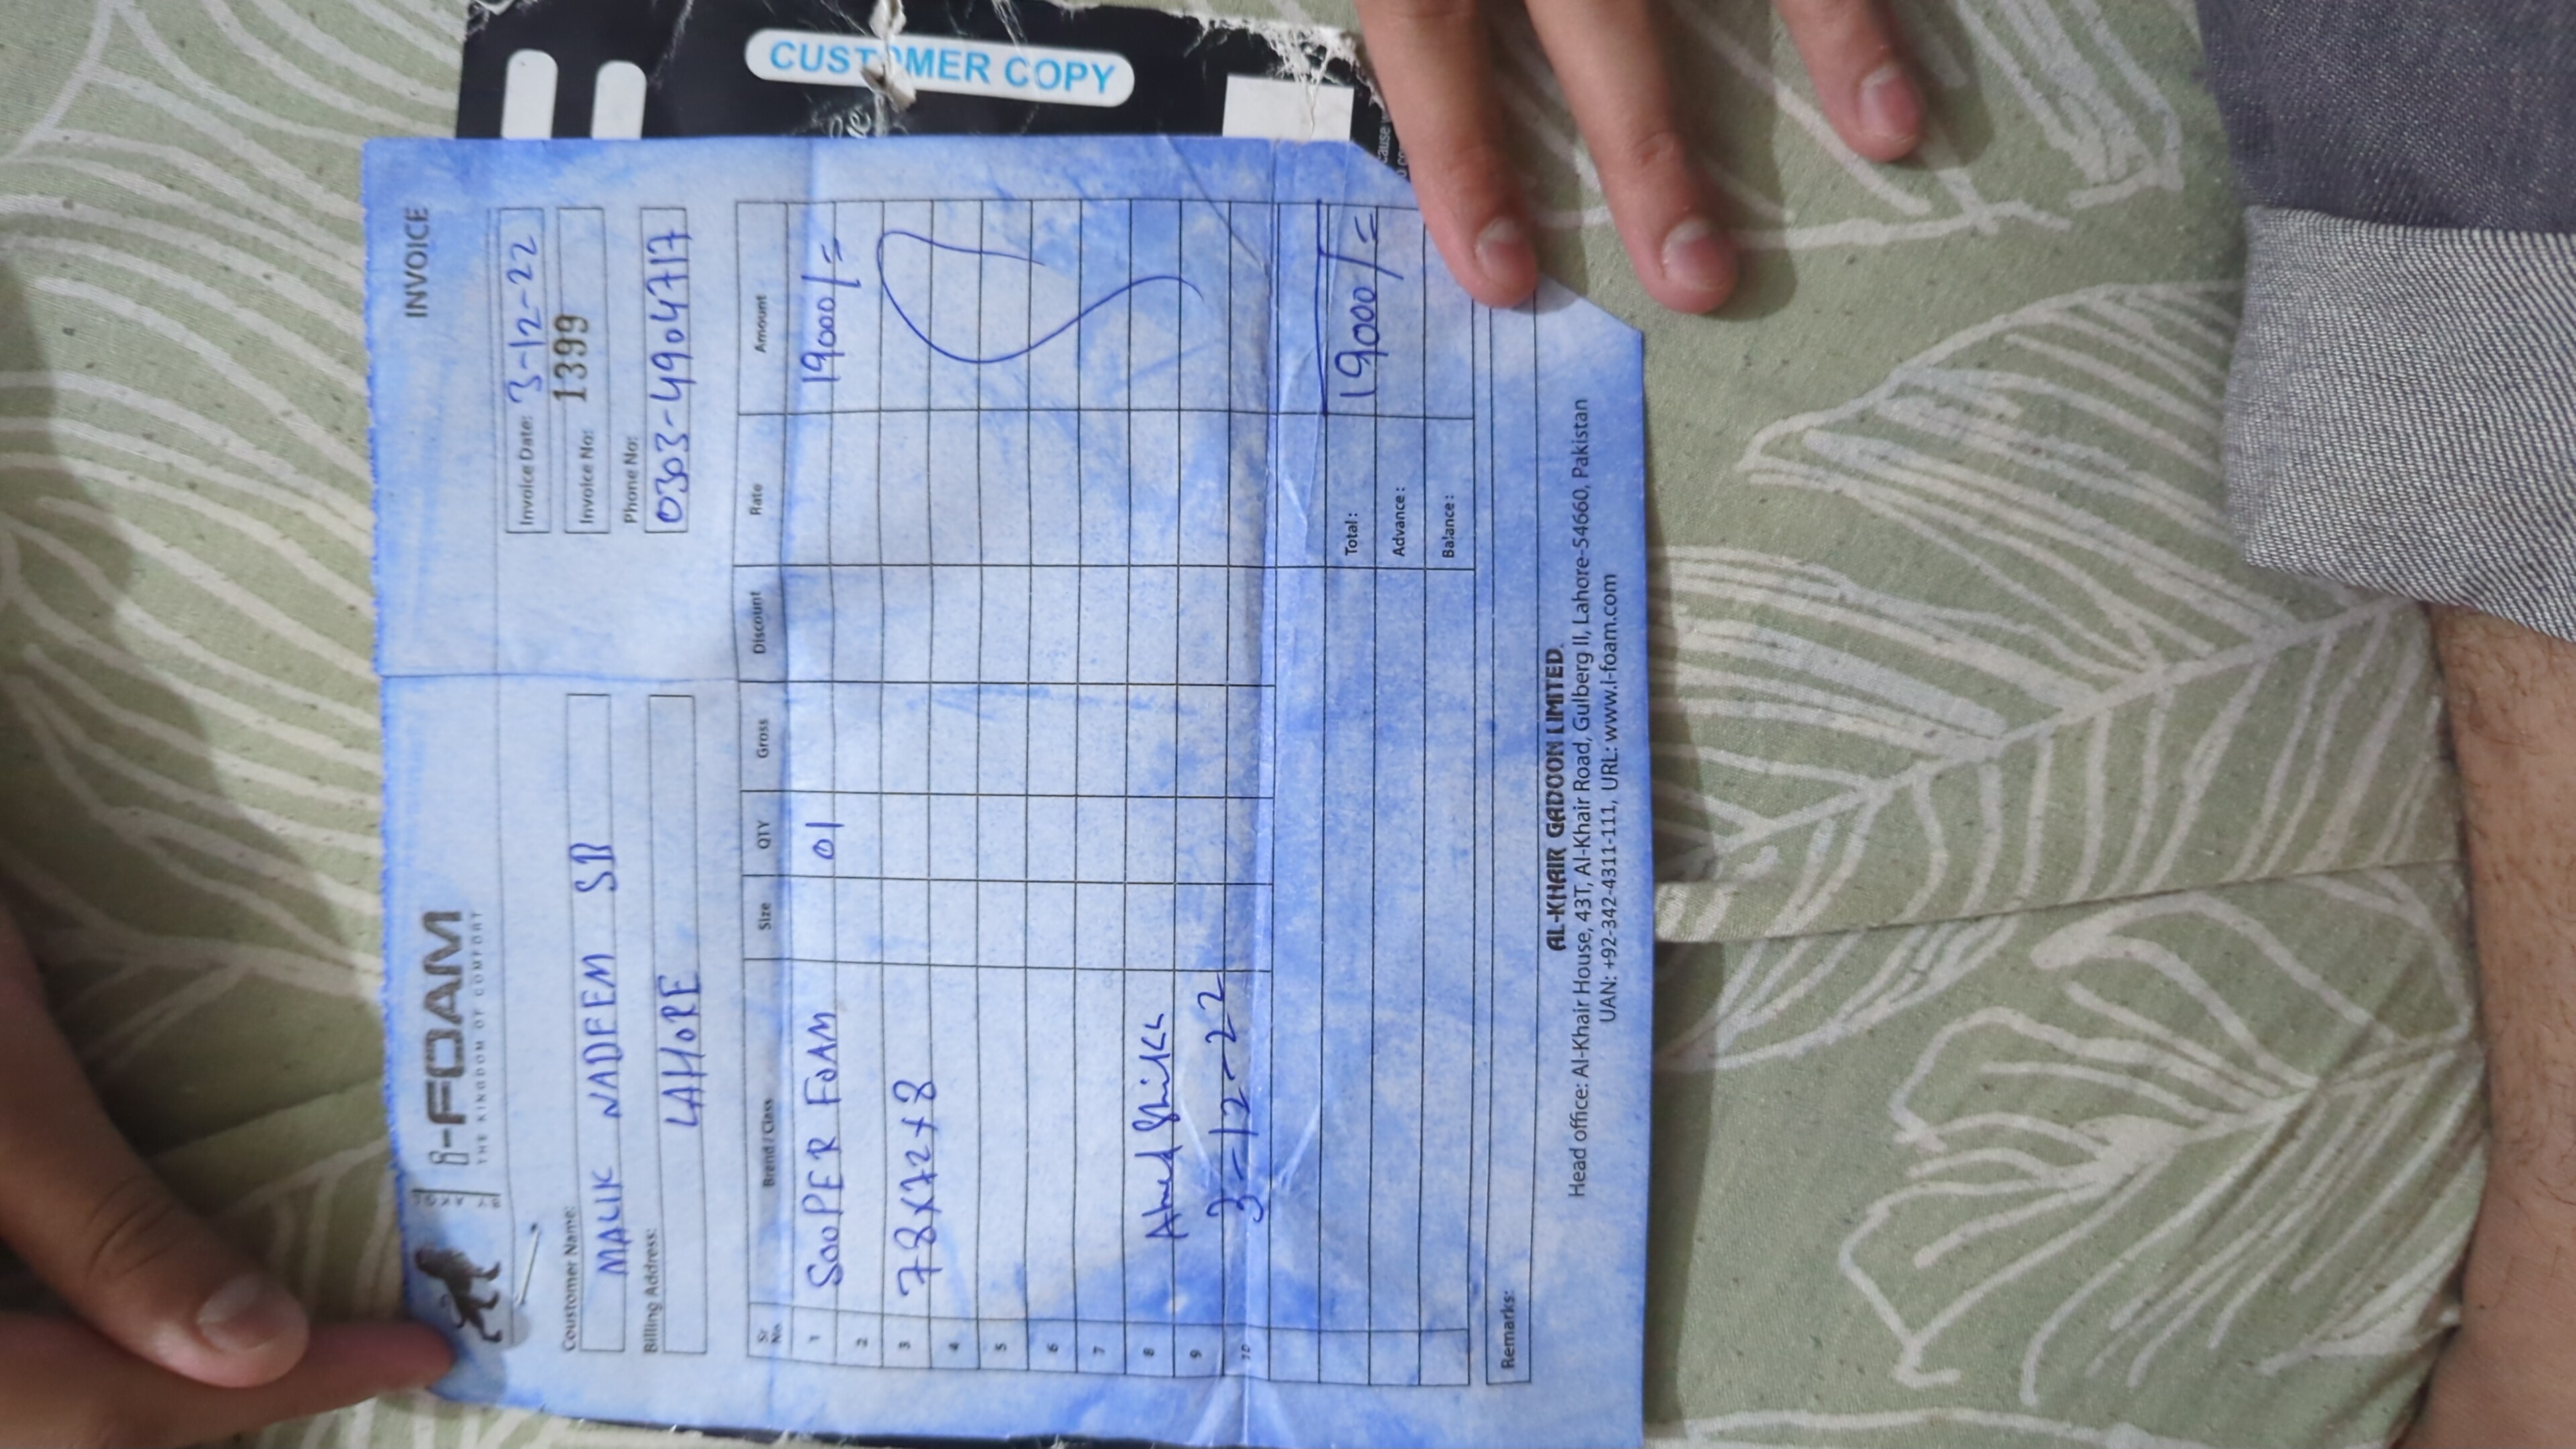 CUSTOMER COPY
i-FOAM
THE KINGDOM OF COMFORT
INVOICE
Invoice Date: 3-12-22
Invoice No: 13399
Phone No:
0303-4904717
Coustomer Name:
MALIK NADEEM SB
Billing Address:
LAHORE
Sr No. Brend / Class Size QTY Gross Discount Rate Amount
1 SOOPER FOAM 01 19000/=
2
3 78x72x8
4
5
6
7
8 Ahmed
9 3-12-22
10
Total: 19000/=
Advance:
Balance:
Remarks:
AL-KHAIR GADOON LIMITED.
Head office: Al-Khair House, 43T, Al-Khair Road, Gulberg II, Lahore-54660, Pakistan
UAN: +92-342-4311-111, URL: www.i-foam.com